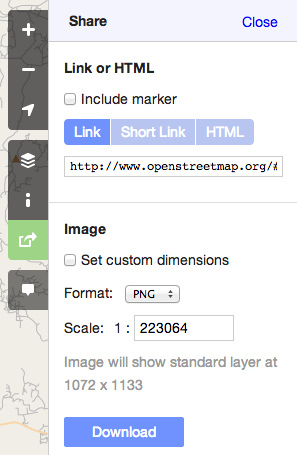 Share Close
Link or HTML
Include marker
Link Short Link HTML
http://www.openstreetmap.org/#
Image
Set custom dimensions
Format: PNG
Scale: 1 : 223064
Image will show standard layer at
1072 x 1133
Download